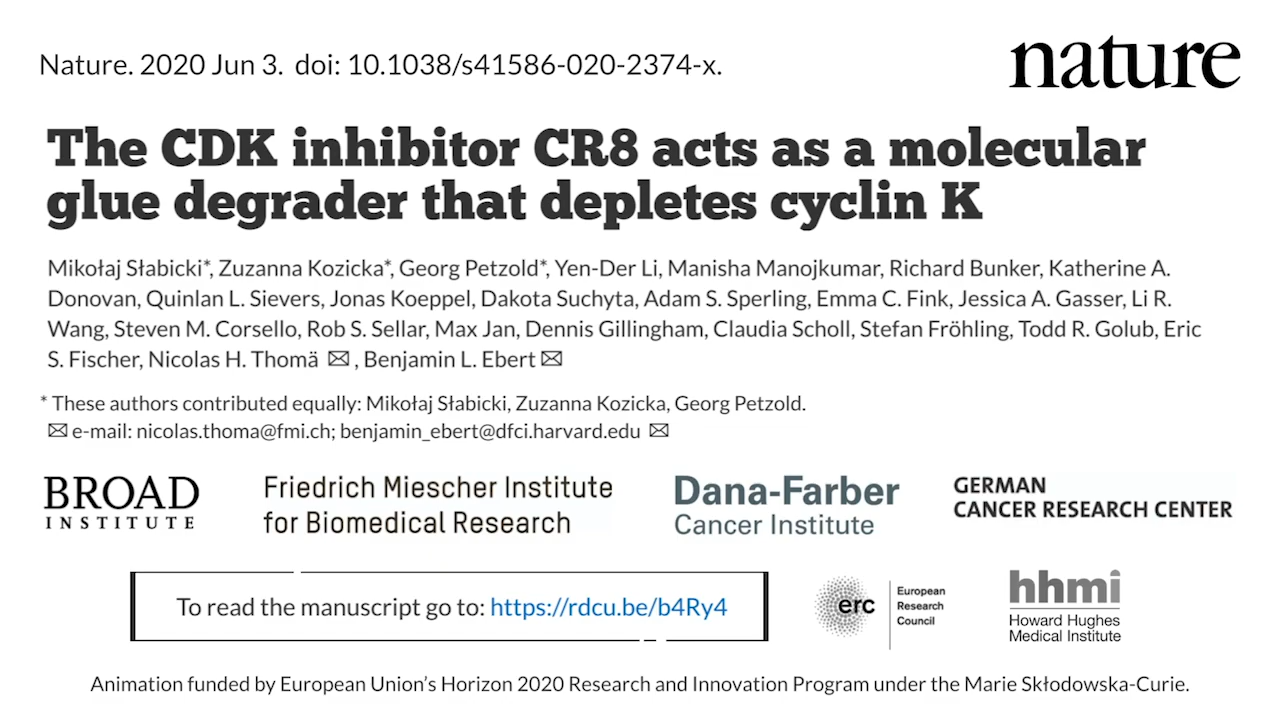 Nature. 2020 Jun 3.  doi: 10.1038/s41586-020-2374-x.
nature
The CDK inhibitor CR8 acts as a molecular
glue degrader that depletes cyclin K
Mikołaj Słabicki*, Zuzanna Kozicka*, Georg Petzold*, Yen-Der Li, Manisha Manojkumar, Richard Bunker, Katherine A.
Donovan, Quinlan L. Sievers, Jonas Koeppel, Dakota Suchyta, Adam S. Sperling, Emma C. Fink, Jessica A. Gasser, Li R.
Wang, Steven M. Corsello, Rob S. Sellar, Max Jan, Dennis Gillingham, Claudia Scholl, Stefan Fröhling, Todd R. Golub, Eric
S. Fischer, Nicolas H. Thomä ✉ , Benjamin L. Ebert ✉
* These authors contributed equally: Mikołaj Słabicki, Zuzanna Kozicka, Georg Petzold.
✉ e-mail: nicolas.thoma@fmi.ch; benjamin_ebert@dfci.harvard.edu ✉
BROAD
INSTITUTE
Friedrich Miescher Institute
for Biomedical Research
Dana-Farber
Cancer Institute
GERMAN
CANCER RESEARCH CENTER
To read the manuscript go to: https://rdcu.be/b4Ry4
erc
European
Research
Council
hhmi
Howard Hughes
Medical Institute
Animation funded by European Union's Horizon 2020 Research and Innovation Program under the Marie Skłodowska-Curie.